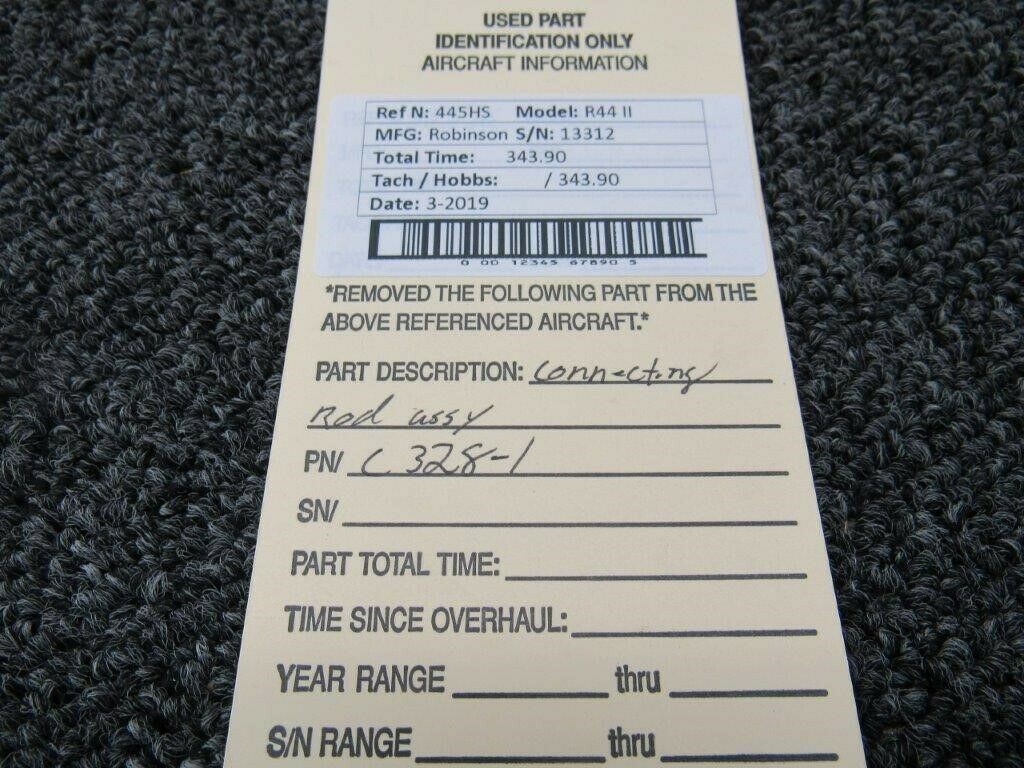 USED PART
IDENTIFICATION ONLY
AIRCRAFT INFORMATION
Ref N: 445HS Model: R44 II
MFG: Robinson S/N: 13312
Total Time: 343.90
Tach / Hobbs: / 343.90
Date: 3-2019
0 00 12345 67890 5
*REMOVED THE FOLLOWING PART FROM THE
ABOVE REFERENCED AIRCRAFT.*
PART DESCRIPTION: Connecting
Rod assy
PN/ C328-1
SN/
PART TOTAL TIME:
TIME SINCE OVERHAUL:
YEAR RANGE thru
S/N RANGE thru